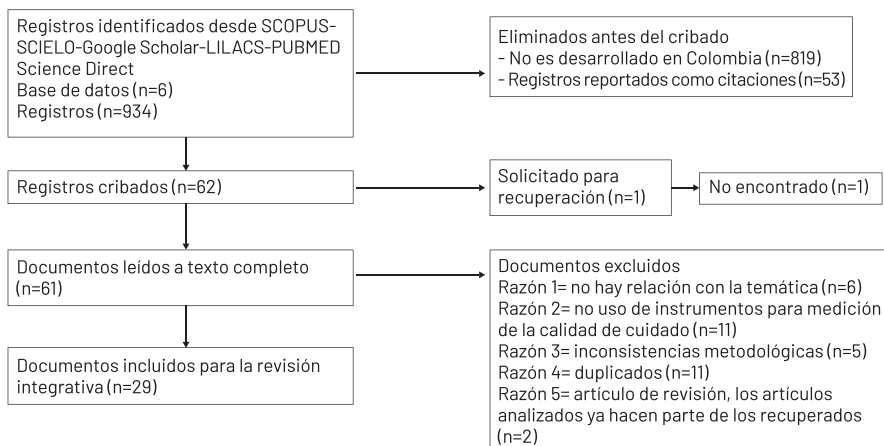 Registros identificados desde SCOPUS-
SCIELO-Google Scholar-LILACS-PUBMED
Science Direct
Base de datos (n=6)
Registros (n=934)
Eliminados antes del cribado
- No es desarrollado en Colombia (n=819)
- Registros reportados como citaciones (n=53)
Registros cribados (n=62)
Solicitado para
recuperación (n=1)
No encontrado (n=1)
Documentos leídos a texto completo
(n=61)
Documentos excluidos
Razón 1= no hay relación con la temática (n=6)
Razón 2= no uso de instrumentos para medición
de la calidad de cuidado (n=11)
Razón 3= inconsistencias metodológicas (n=5)
Razón 4= duplicados (n=11)
Razón 5= artículo de revisión, los artículos
analizados ya hacen parte de los recuperados
(n=2)
Documentos incluidos para la revisión
integrativa (n=29)